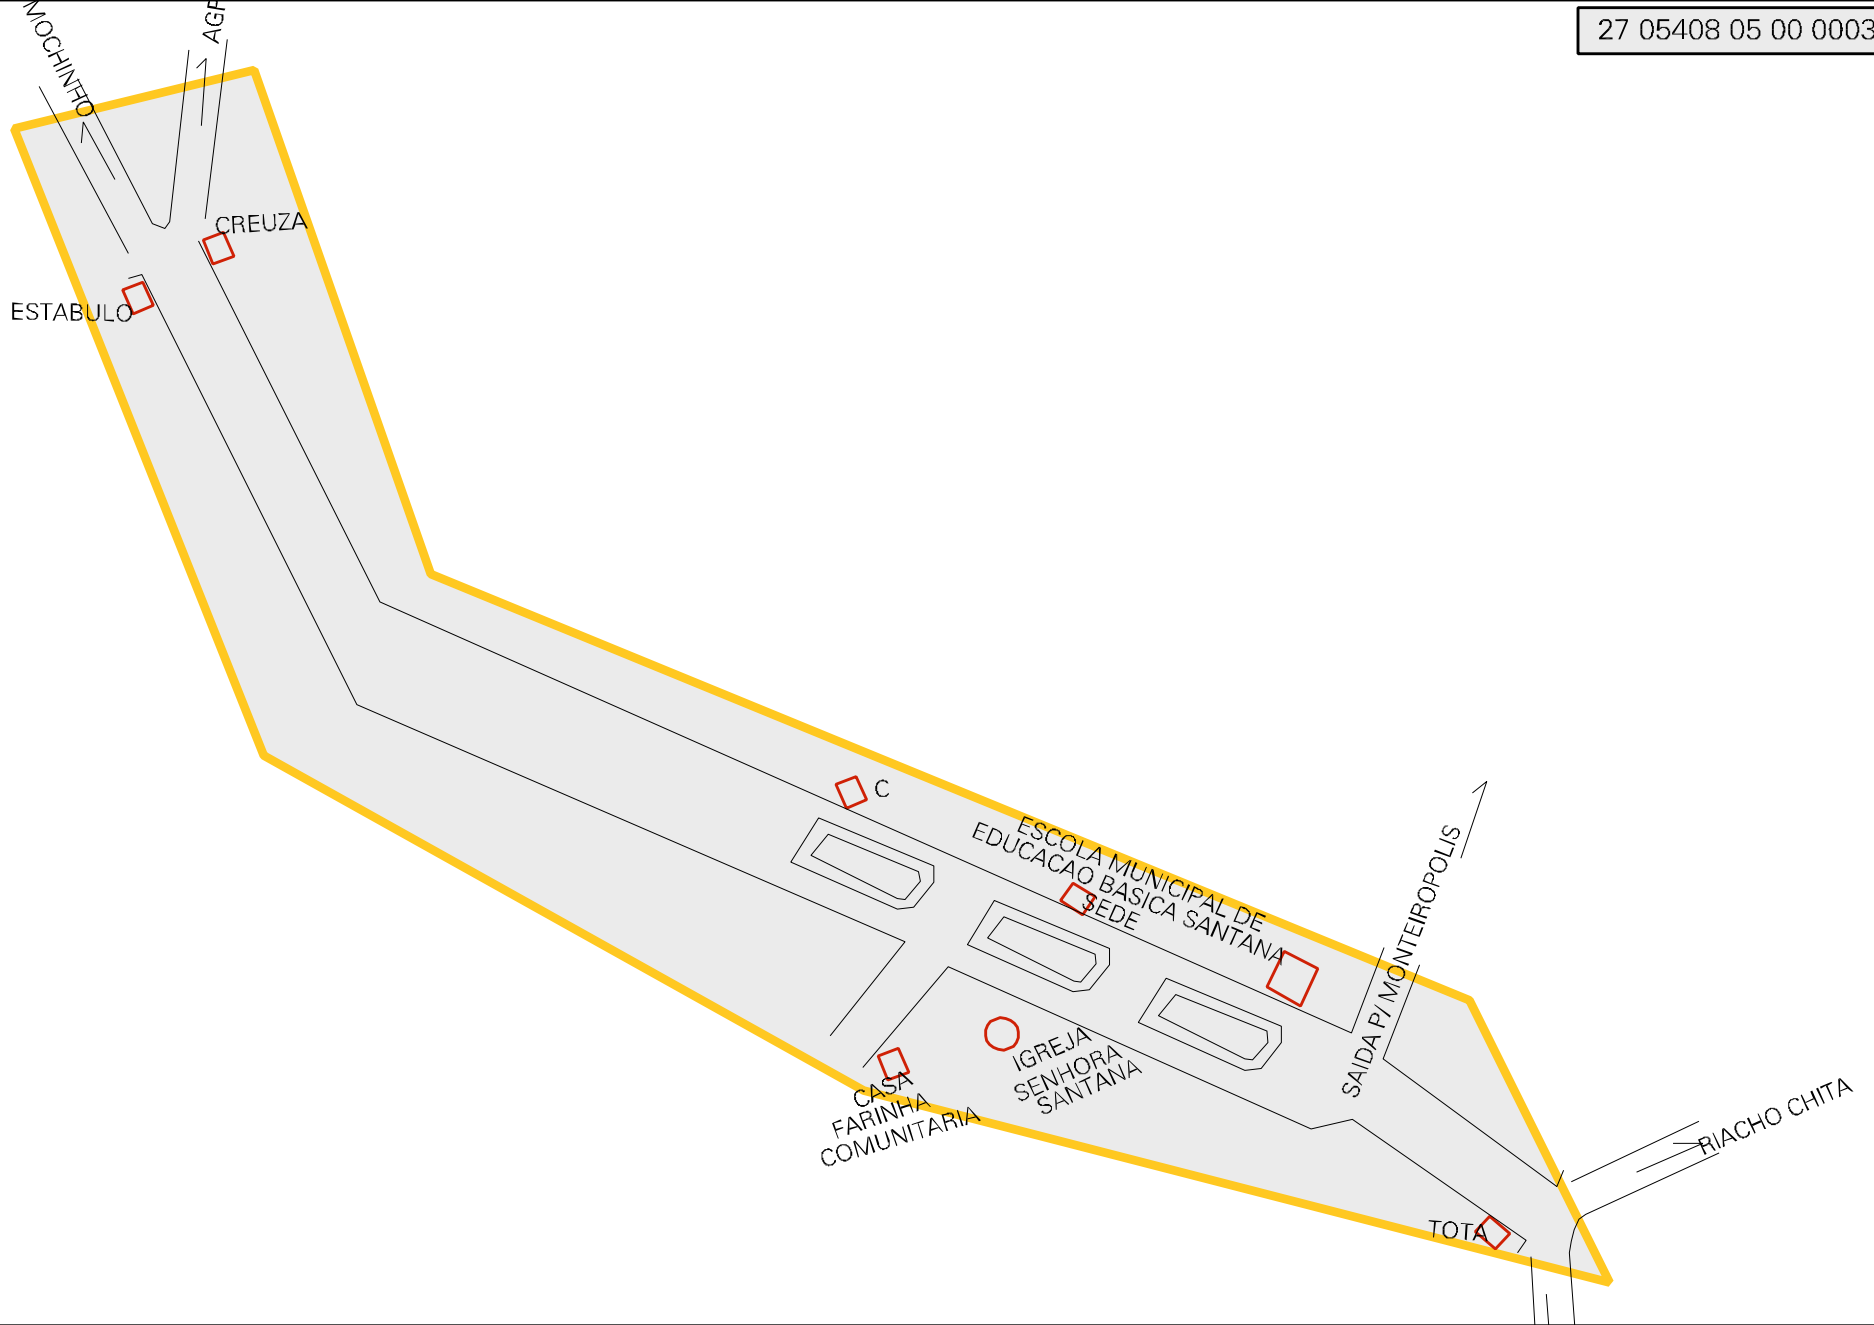 27 05408 05 00 0003
MOCHINHO
CREUZA
ESTABULO
C
ESCOLA MUNICIPAL DE
EDUCACAO BASICA SANTANA
SEDE
SAIDA P/ MONTEIROPOLIS
IGREJA
SENHORA
SANTANA
CASA
FARINHA
COMUNITARIA
RIACHO CHITA
TOTA